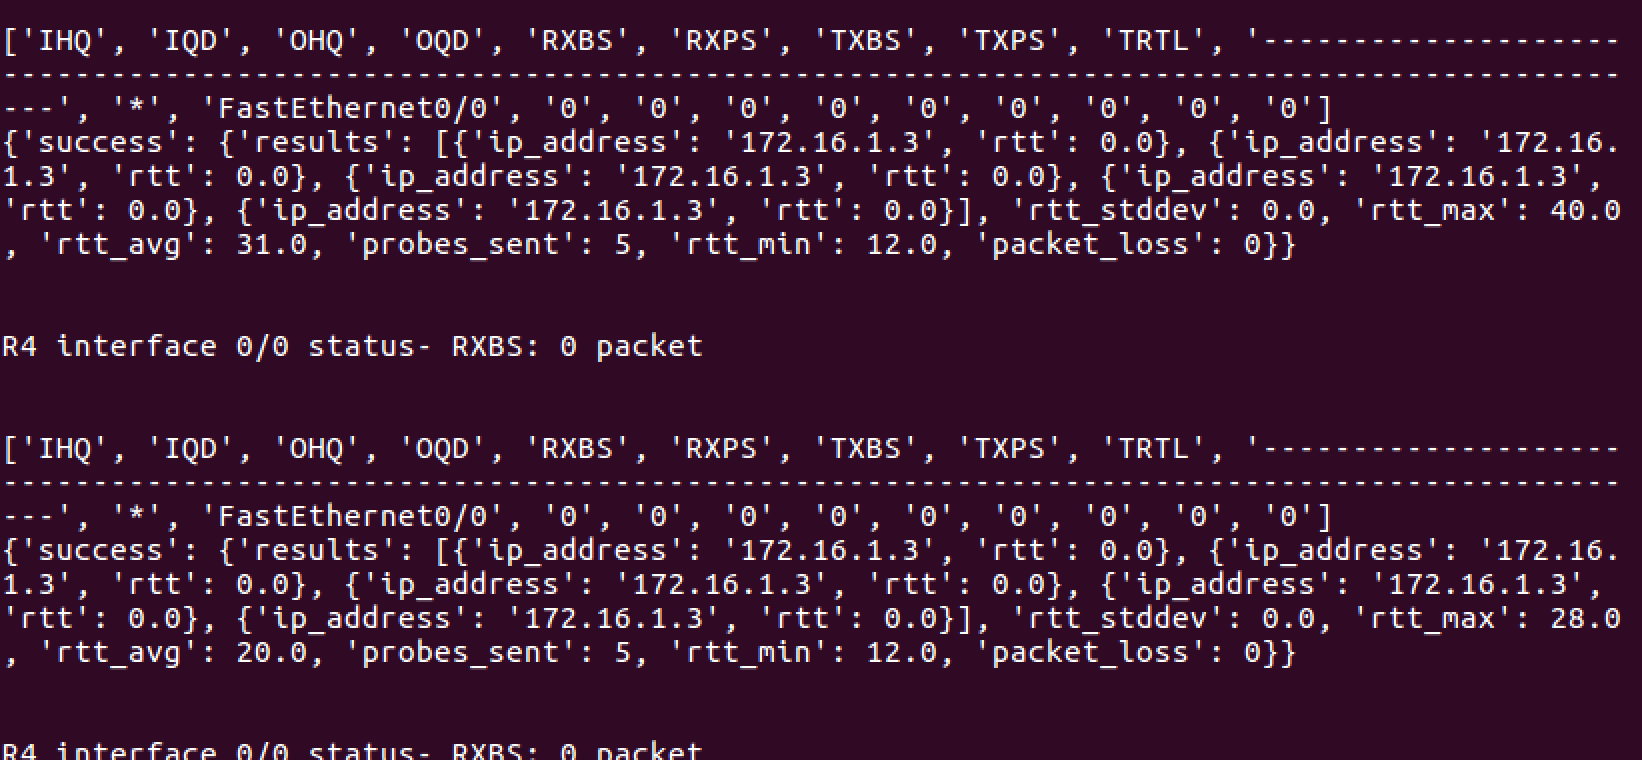 ['IHQ', 'IQD', 'OHQ', 'OQD', 'RXBS', 'RXPS', 'TXBS', 'TXPS', 'TRTL', '--------------------
------------------------------------------------------------------------------------------
---', '*', 'FastEthernet0/0', '0', '0', '0', '0', '0', '0', '0', '0', '0']
{'success': {'results': [{'ip_address': '172.16.1.3', 'rtt': 0.0}, {'ip_address': '172.16.
1.3', 'rtt': 0.0}, {'ip_address': '172.16.1.3', 'rtt': 0.0}, {'ip_address': '172.16.1.3',
'rtt': 0.0}, {'ip_address': '172.16.1.3', 'rtt': 0.0}], 'rtt_stddev': 0.0, 'rtt_max': 40.0
, 'rtt_avg': 31.0, 'probes_sent': 5, 'rtt_min': 12.0, 'packet_loss': 0}}
R4 interface 0/0 status- RXBS: 0 packet
['IHQ', 'IQD', 'OHQ', 'OQD', 'RXBS', 'RXPS', 'TXBS', 'TXPS', 'TRTL', '--------------------
------------------------------------------------------------------------------------------
---', '*', 'FastEthernet0/0', '0', '0', '0', '0', '0', '0', '0', '0', '0']
{'success': {'results': [{'ip_address': '172.16.1.3', 'rtt': 0.0}, {'ip_address': '172.16.
1.3', 'rtt': 0.0}, {'ip_address': '172.16.1.3', 'rtt': 0.0}, {'ip_address': '172.16.1.3',
'rtt': 0.0}, {'ip_address': '172.16.1.3', 'rtt': 0.0}], 'rtt_stddev': 0.0, 'rtt_max': 28.0
, 'rtt_avg': 20.0, 'probes_sent': 5, 'rtt_min': 12.0, 'packet_loss': 0}}
R4 interface 0/0 status- RXBS: 0 packet